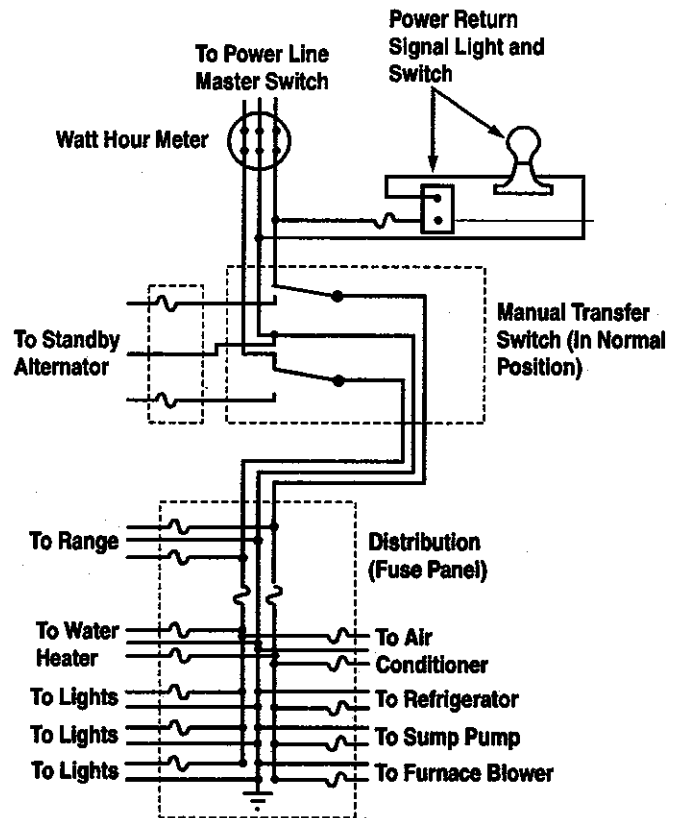 Power Return
Signal Light and
Switch
To Power Line
Master Switch
Watt Hour Meter
Manual Transfer
Switch (In Normal
Position)
To Standby
Alternator
To Range
Distribution
(Fuse Panel)
To Water
Heater
To Air
Conditioner
To Lights
To Refrigerator
To Lights
To Sump Pump
To Lights
To Furnace Blower